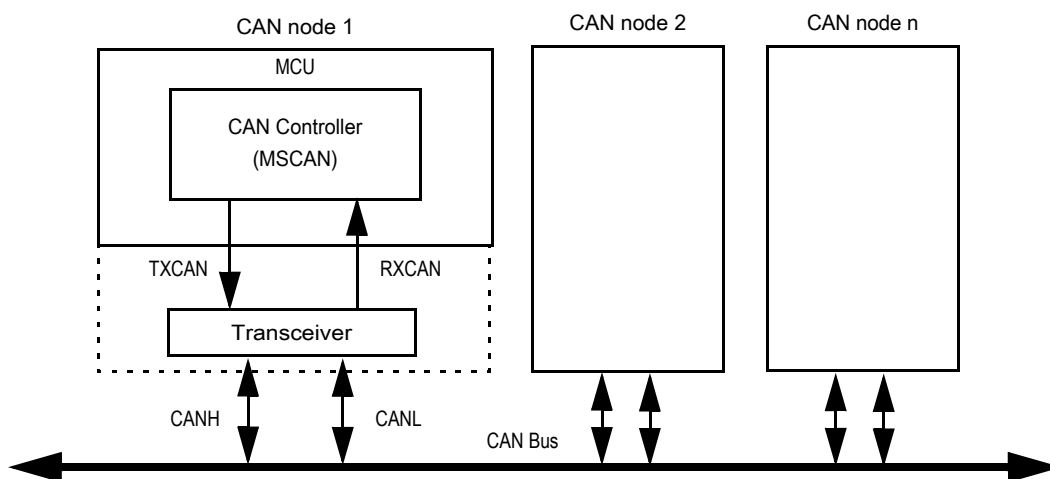 CAN node 1
CAN node 2
CAN node n
MCU
CAN Controller
(MSCAN)
TXCAN
RXCAN
Transceiver
CANH
CANL
CAN Bus